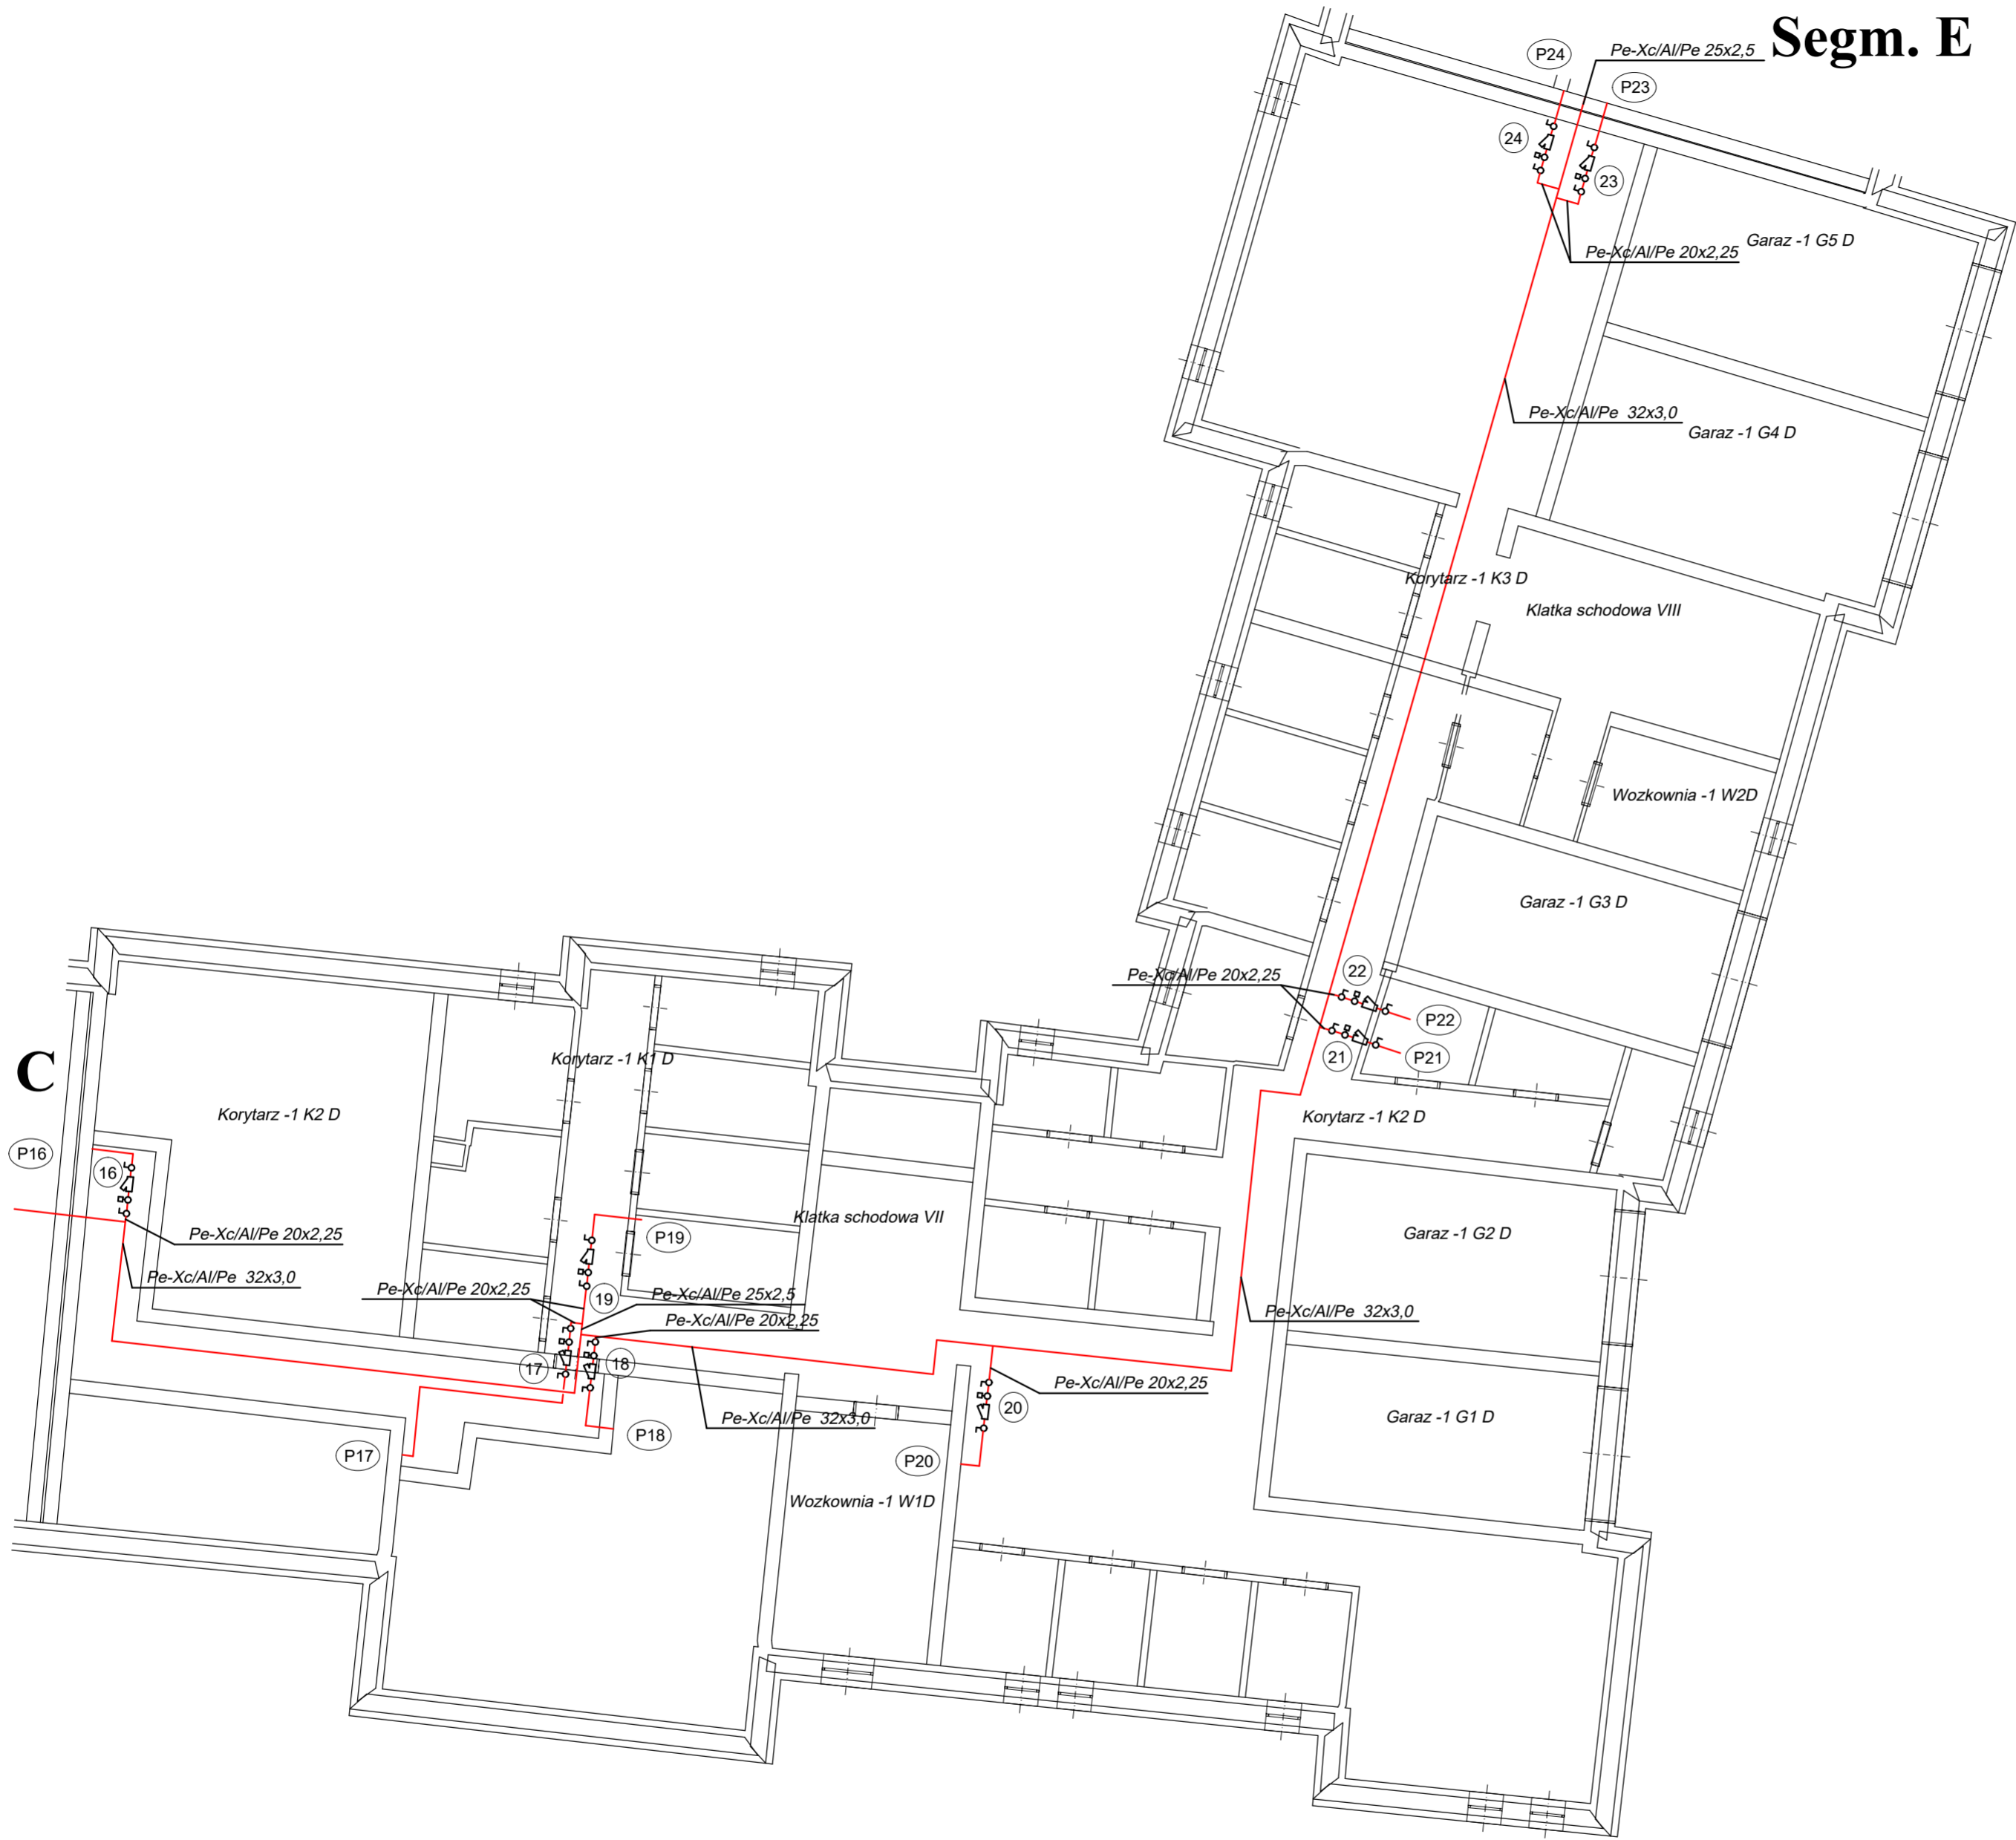 Segm. E
P24
Pe-Xc/Al/Pe 25x2,5
P23
24
23
Garaz -1 G5 D
Pe-Xc/Al/Pe 20x2,25
Pe-Xc/Al/Pe 32x3,0
Garaz -1 G4 D
Korytarz -1 K3 D
Klatka schodowa VIII
Wozkownia -1 W2D
Garaz -1 G3 D
Pe-Xc/Al/Pe 20x2,25
22
P22
21
P21
C
Korytarz -1 K1 D
Korytarz -1 K2 D
Korytarz -1 K2 D
P16
16
Klatka schodowa VII
P19
Garaz -1 G2 D
Pe-Xc/Al/Pe 20x2,25
Pe-Xc/Al/Pe 32x3,0
Pe-Xc/Al/Pe 20x2,25
19
Pe-Xc/Al/Pe 25x2,5
Pe-Xc/Al/Pe 20x2,25
Pe-Xc/Al/Pe 32x3,0
17
18
Pe-Xc/Al/Pe 20x2,25
20
Pe-Xc/Al/Pe 32x3,0
Garaz -1 G1 D
P18
P17
P20
Wozkownia -1 W1D